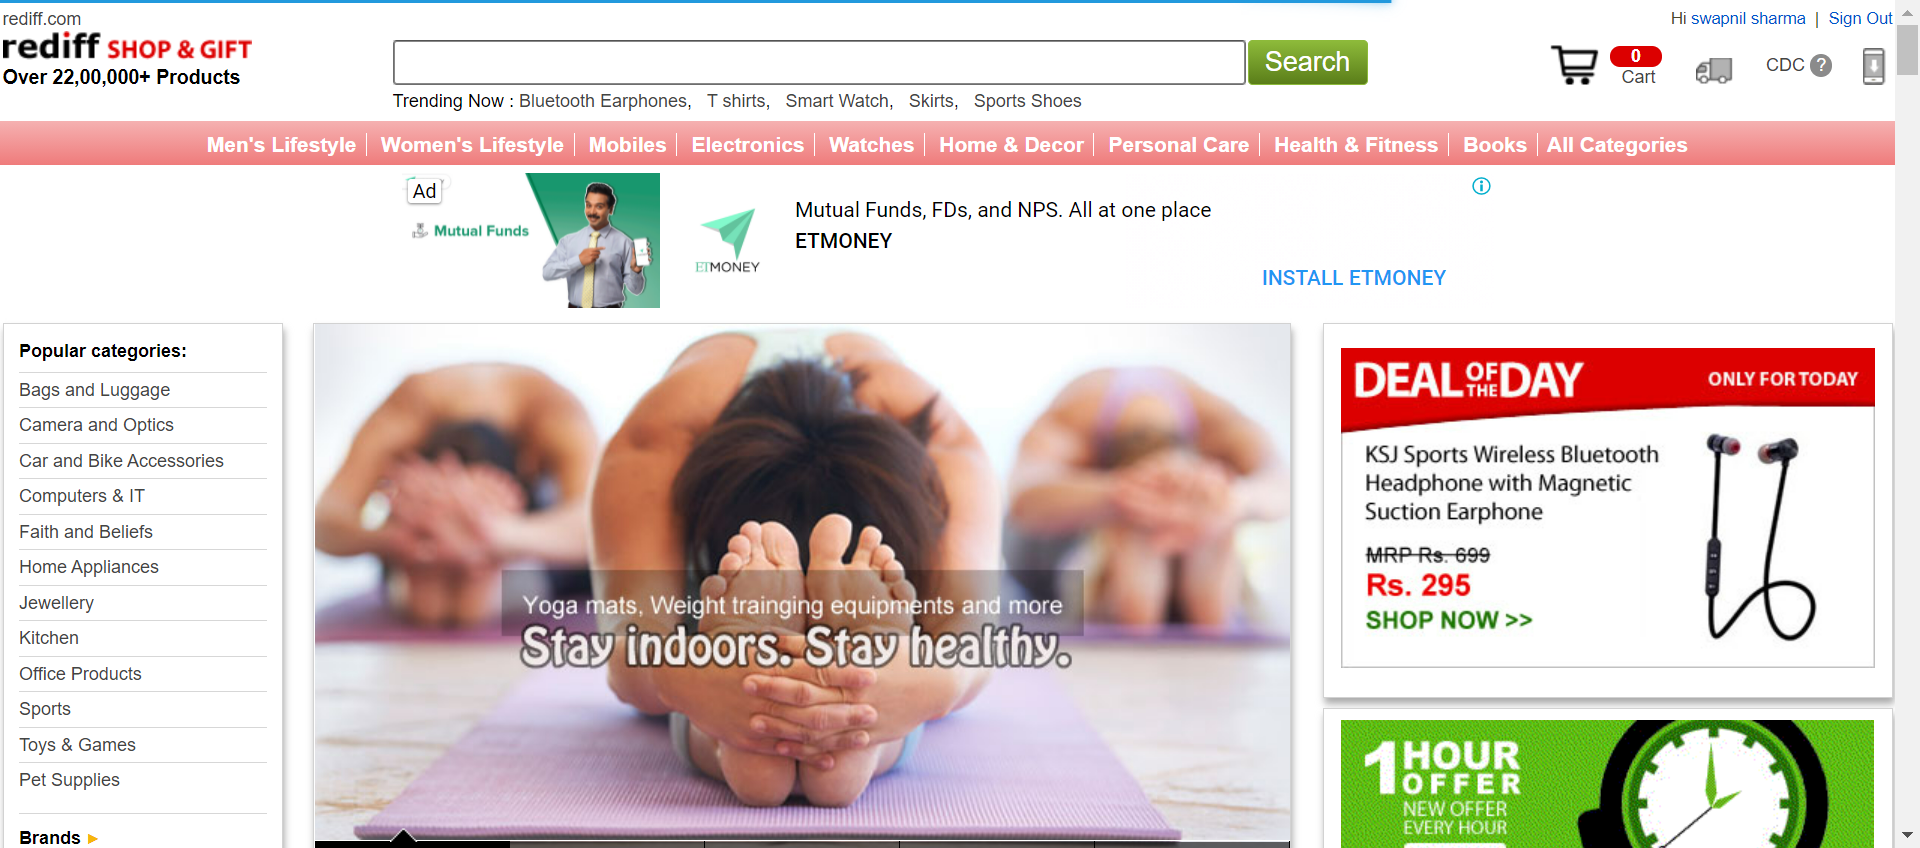 rediff.com
Hi swapnil sharma | Sign Out
rediff SHOP & GIFT
Over 22,00,000+ Products
Search
0
Cart
CDC ?
Trending Now : Bluetooth Earphones, T shirts, Smart Watch, Skirts, Sports Shoes
Men's Lifestyle
Women's Lifestyle
Mobiles
Electronics
Watches
Home & Decor
Personal Care
Health & Fitness
Books
All Categories
Ad
Mutual Funds
ETMONEY
Mutual Funds, FDs, and NPS. All at one place
ETMONEY
INSTALL ETMONEY
Popular categories:
Bags and Luggage
Camera and Optics
Car and Bike Accessories
Computers & IT
Faith and Beliefs
Home Appliances
Jewellery
Kitchen
Office Products
Sports
Toys & Games
Pet Supplies
Brands
Yoga mats, Weight trainging equipments and more
Stay indoors. Stay healthy.
DEAL OF THE DAY
ONLY FOR TODAY
KSJ Sports Wireless Bluetooth
Headphone with Magnetic
Suction Earphone
MRP Rs. 699
Rs. 295
SHOP NOW >>
1 HOUR
OFFER
NEW OFFER
EVERY HOUR